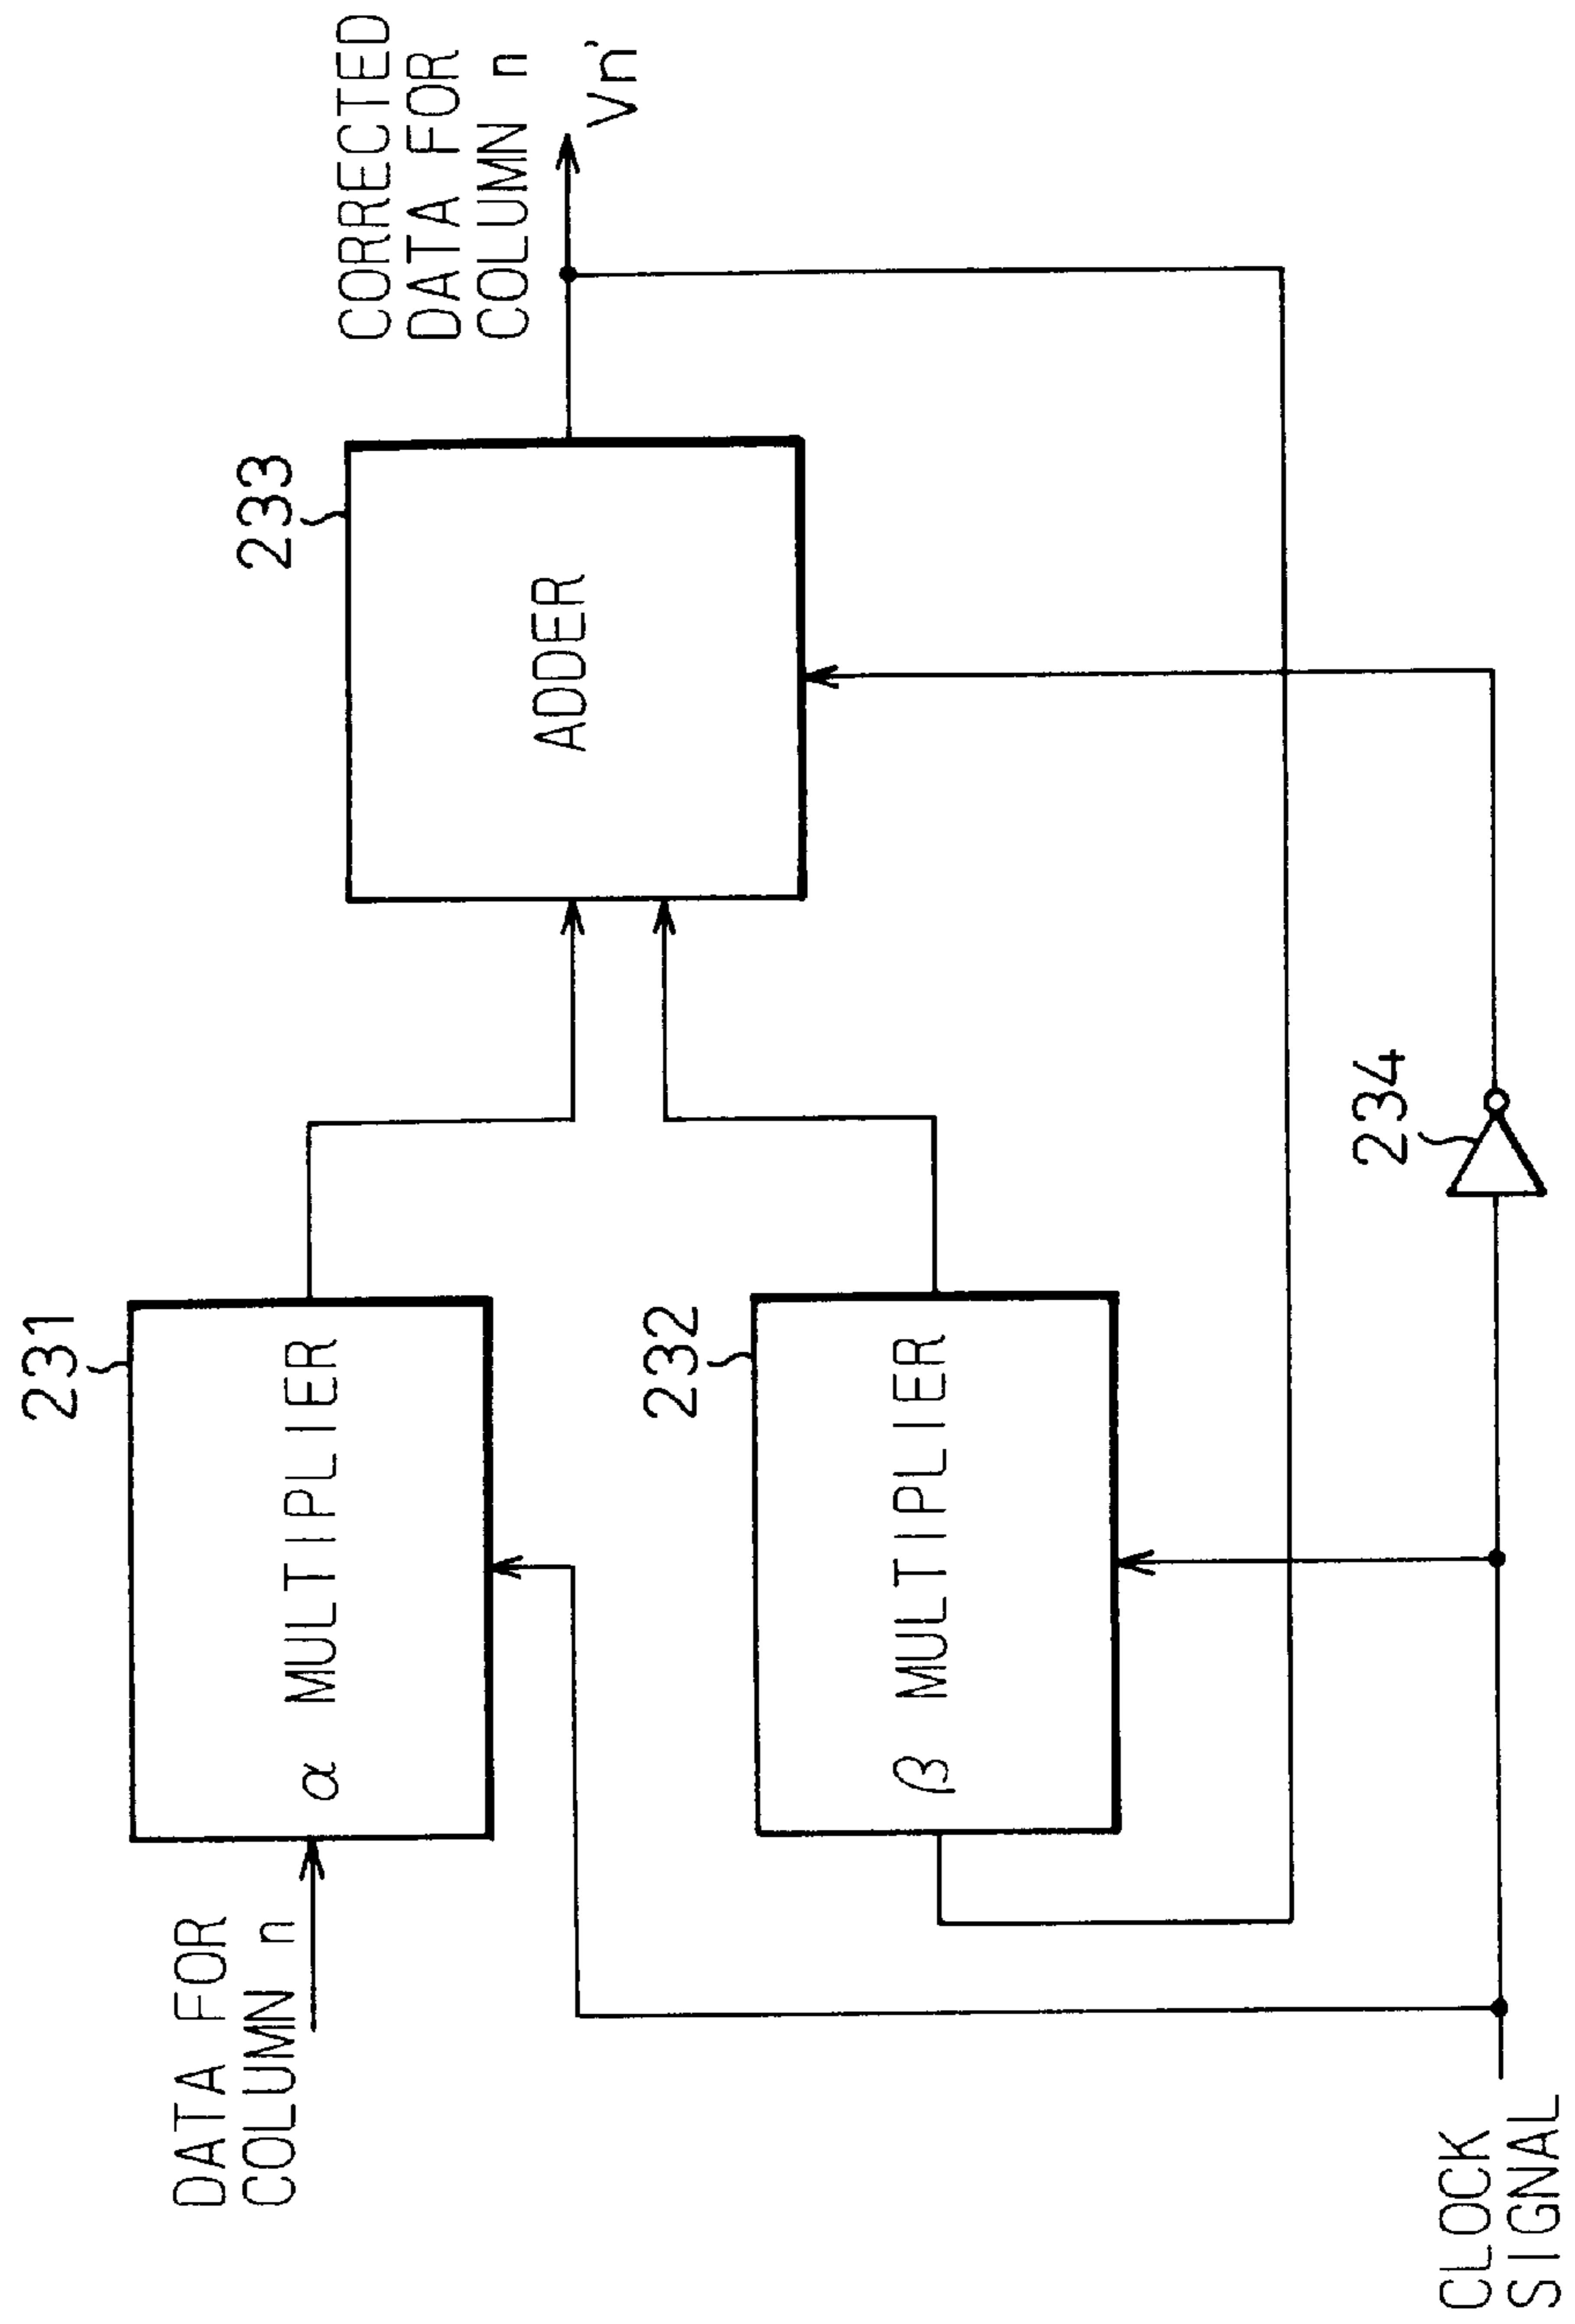 231
233
CORRECTED
DATA FOR
COLUMN n
Vn'
DATA FOR
COLUMN n
α MULTIPLIER
ADDER
232
β MULTIPLIER
234
CLOCK
SIGNAL